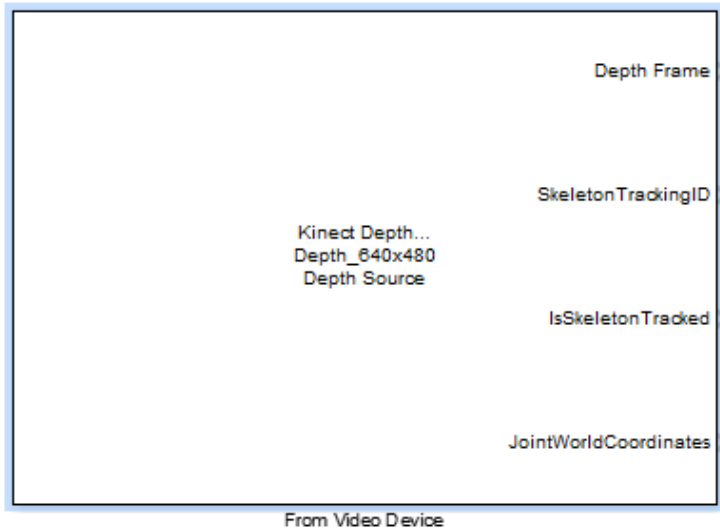 Depth Frame
SkeletonTrackingID
Kinect Depth...
Depth_640x480
Depth Source
IsSkeletonTracked
JointWorldCoordinates
From Video Device